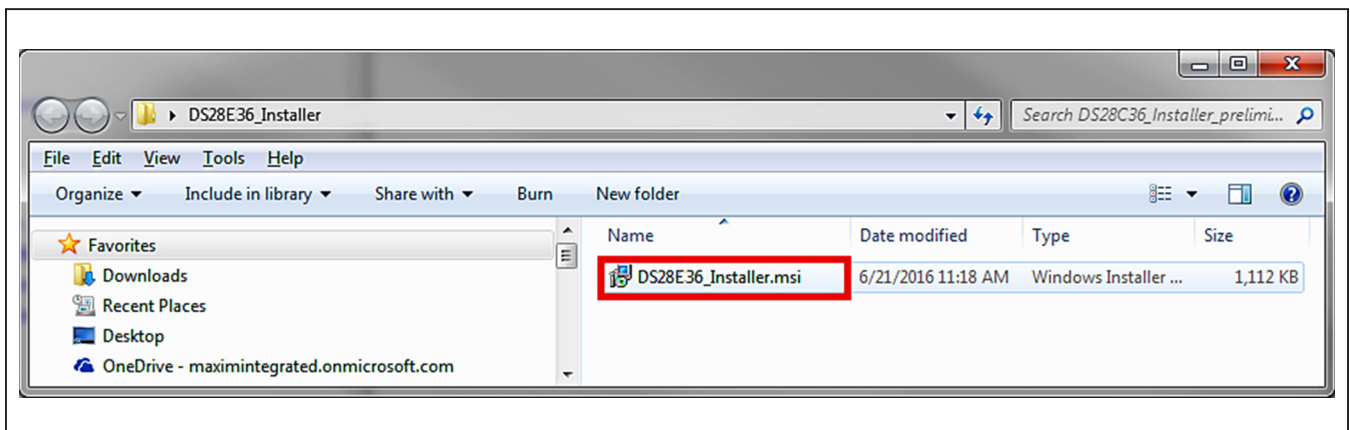 DS28E36_Installer
Search DS28C36_Installer_prelimi...
File Edit View Tools Help
Organize Include in library Share with Burn New folder
Favorites
Downloads
Recent Places
Desktop
OneDrive - maximintegrated.onmicrosoft.com
Name Date modified Type Size
DS28E36_Installer.msi 6/21/2016 11:18 AM Windows Installer ... 1,112 KB